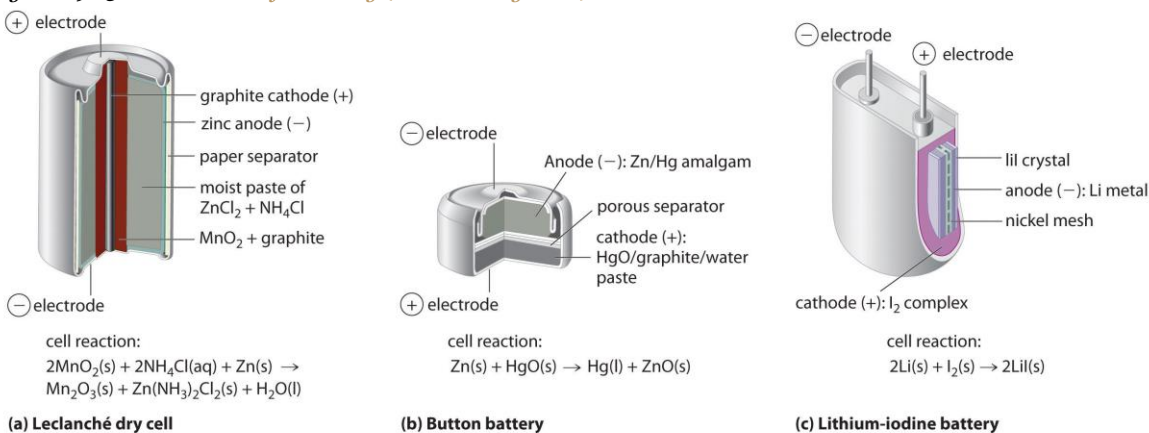 + electrode
graphite cathode (+)
zinc anode (−)
paper separator
moist paste of
ZnCl₂ + NH₄Cl
MnO₂ + graphite
− electrode
cell reaction:
2MnO₂(s) + 2NH₄Cl(aq) + Zn(s) →
Mn₂O₃(s) + Zn(NH₃)₂Cl₂(s) + H₂O(l)
(a) Leclanché dry cell
− electrode
Anode (−): Zn/Hg amalgam
porous separator
cathode (+):
HgO/graphite/water
paste
+ electrode
cell reaction:
Zn(s) + HgO(s) → Hg(l) + ZnO(s)
(b) Button battery
− electrode
+ electrode
lil crystal
anode (−): Li metal
nickel mesh
cathode (+): I₂ complex
cell reaction:
2Li(s) + I₂(s) → 2LiI(s)
(c) Lithium-iodine battery